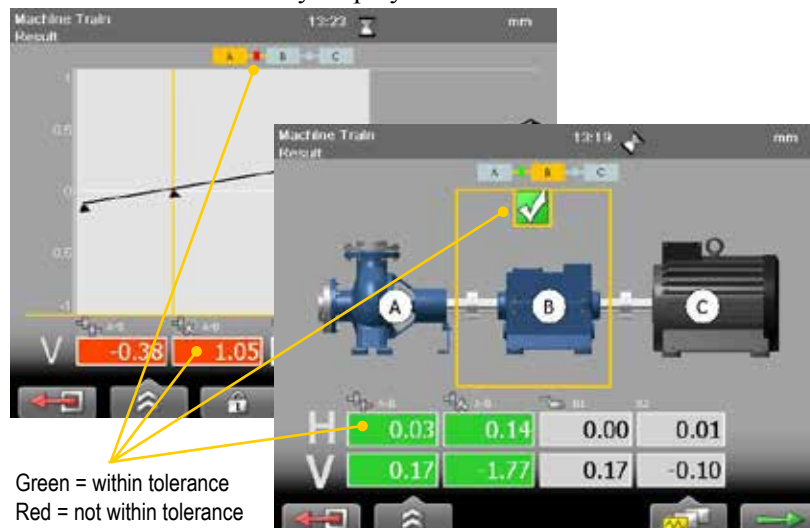 Machine Train
Result
13:23
mm
A B C
1
0.5
0
0.5
-1
A-B A-B
V -0.38 1.05
Machine Train
Result
13:19
mm
A B C
A B C
A-B A-B B1 B2
H 0.03 0.14 0.00 0.01
V 0.17 -1.77 0.17 -0.10
Green = within tolerance
Red = not within tolerance